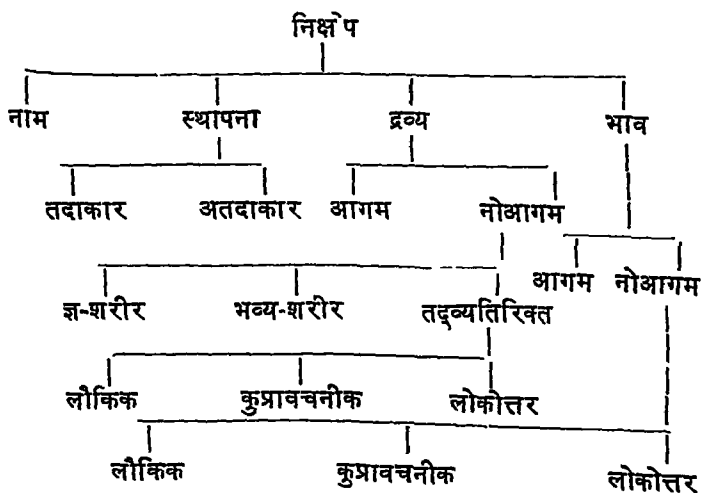 निक्षेप
नाम स्थापना द्रव्य भाव
तदाकार अतदाकार आगम नोआगम
आगम नोआगम
ज्ञ-शरीर भव्य-शरीर तद्व्यतिरिक्त
लौकिक कुप्रावचनीक लोकोत्तर
लौकिक कुप्रावचनीक लोकोत्तर